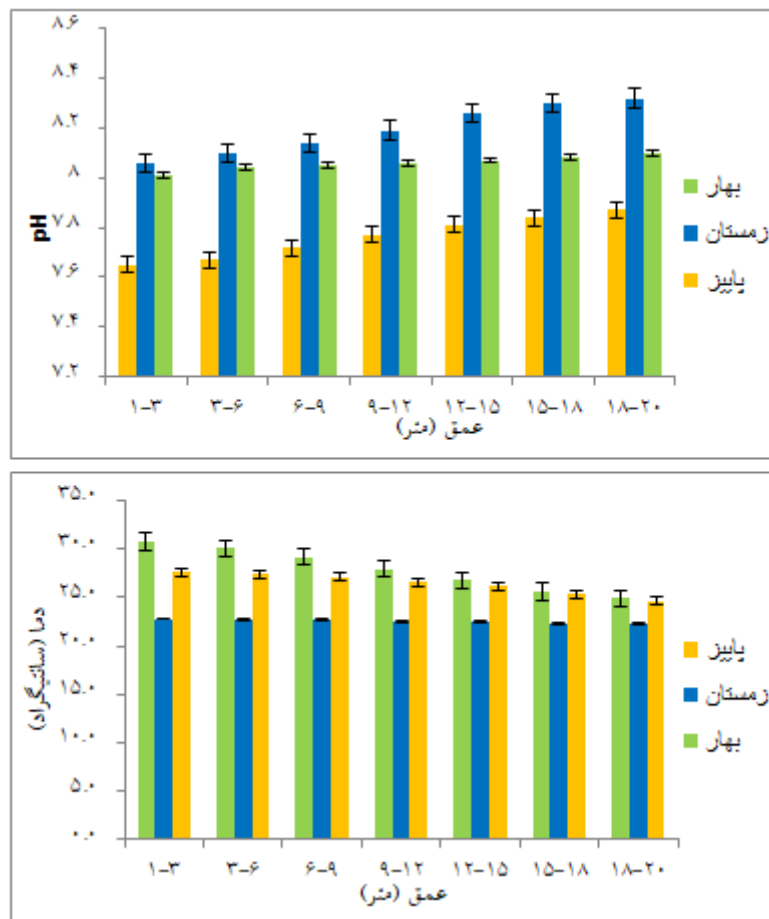 ۸.۶
۸.۴
۸.۲
۸
۷.۸
۷.۶
۷.۴
۷.۲
pH
۱-۳ ۳-۶ ۶-۹ ۹-۱۲ ۱۲-۱۵ ۱۵-۱۸ ۱۸-۲۰
عمق (متر)
بهار
زمستان
پاییز
۳۵.۰
۳۰.۰
۲۵.۰
۲۰.۰
۱۵.۰
۱۰.۰
۵.۰
۰.۰
دما (سانتیگراد)
۱-۳ ۳-۶ ۶-۹ ۹-۱۲ ۱۲-۱۵ ۱۵-۱۸ ۱۸-۲۰
عمق (متر)
پاییز
زمستان
بهار